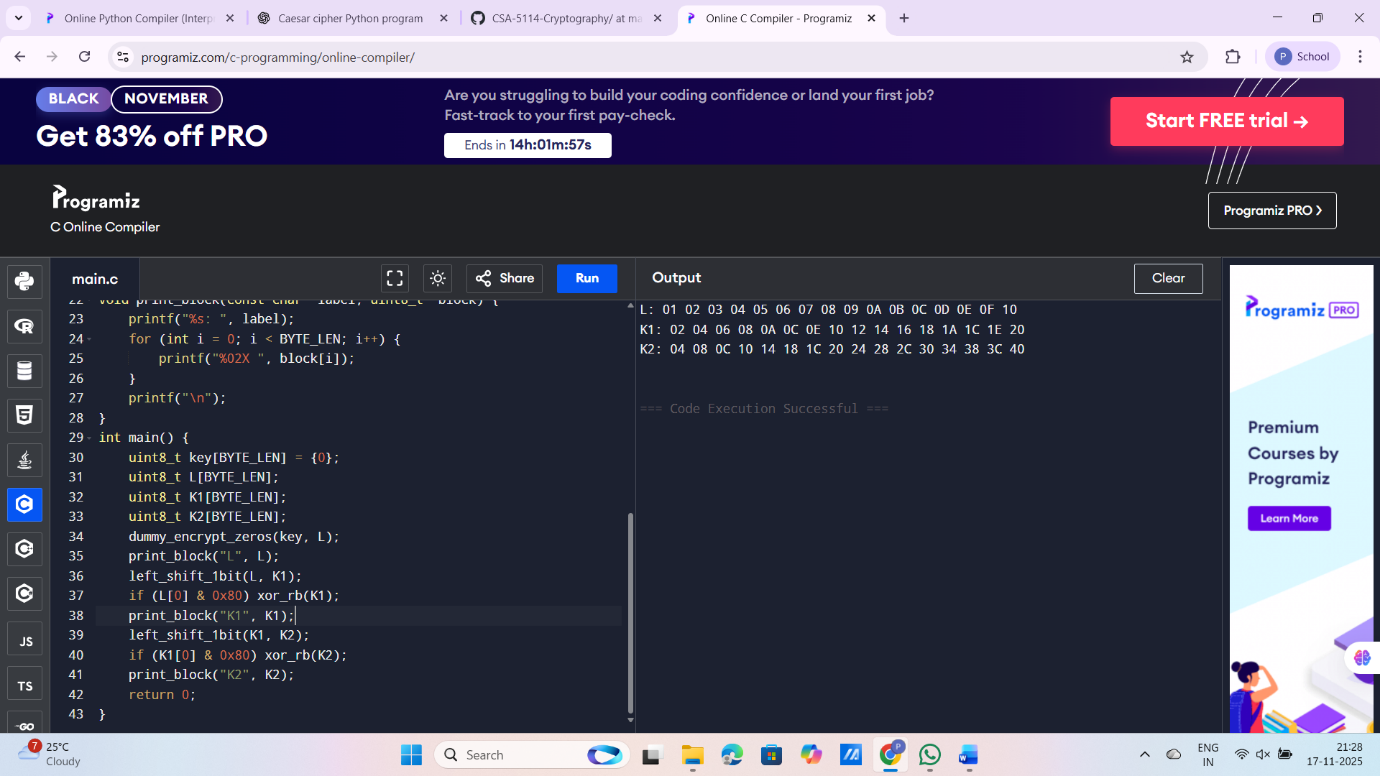 Online Python Compiler (Interp
Caesar cipher Python program
CSA-5114-Cryptography/ at ma
Online C Compiler - Programiz
programiz.com/c-programming/online-compiler/
P School
BLACK NOVEMBER
Get 83% off PRO
Are you struggling to build your coding confidence or land your first job?
Fast-track to your first pay-check.
Ends in 14h:01m:57s
Start FREE trial →
Programiz
C Online Compiler
Programiz PRO >
main.c
Share
Run
Output
Clear
22 void print_block(const char *label, uint8_t *block) {
23 printf("%s: ", label);
24 for (int i = 0; i < BYTE_LEN; i++) {
25 printf("%02X ", block[i]);
26 }
27 printf("\n");
28 }
29 int main() {
30 uint8_t key[BYTE_LEN] = {0};
31 uint8_t L[BYTE_LEN];
32 uint8_t K1[BYTE_LEN];
33 uint8_t K2[BYTE_LEN];
34 dummy_encrypt_zeros(key, L);
35 print_block("L", L);
36 left_shift_1bit(L, K1);
37 if (L[0] & 0x80) xor_rb(K1);
38 print_block("K1", K1);
39 left_shift_1bit(K1, K2);
40 if (K1[0] & 0x80) xor_rb(K2);
41 print_block("K2", K2);
42 return 0;
43 }
L: 01 02 03 04 05 06 07 08 09 0A 0B 0C 0D 0E 0F 10
K1: 02 04 06 08 0A 0C 0E 10 12 14 16 18 1A 1C 1E 20
K2: 04 08 0C 10 14 18 1C 20 24 28 2C 30 34 38 3C 40
=== Code Execution Successful ===
JS
TS
GO
Programiz PRO
Premium
Courses by
Programiz
Learn More
7
25°C
Cloudy
Search
P
ENG
IN
21:28
17-11-2025